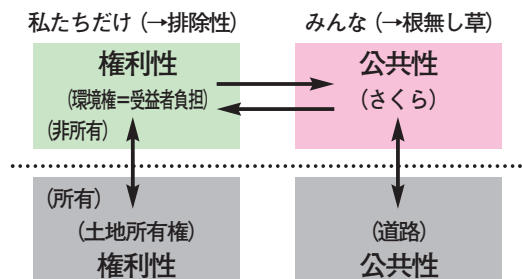 私たちだけ(→排除性)
みんな(→根無し草)
権利性
(環境権=受益者負担)
(非所有)
公共性
(さくら)
(所有)
(土地所有権)
権利性
(道路)
公共性